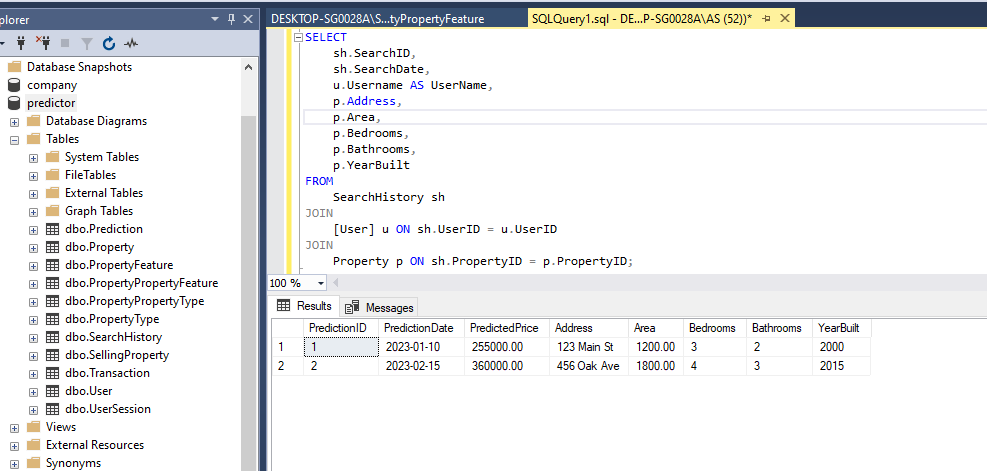 plorer
Database Snapshots
company
predictor
Database Diagrams
Tables
System Tables
FileTables
External Tables
Graph Tables
dbo.Prediction
dbo.Property
dbo.PropertyFeature
dbo.PropertyPropertyFeature
dbo.PropertyPropertyType
dbo.PropertyType
dbo.SearchHistory
dbo.SellingProperty
dbo.Transaction
dbo.User
dbo.UserSession
Views
External Resources
Synonyms
DESKTOP-SG0028A\S...tyPropertyFeature
SQLQuery1.sql - DE...P-SG0028A\AS (52))*
SELECT
sh.SearchID,
sh.SearchDate,
u.Username AS UserName,
p.Address,
p.Area,
p.Bedrooms,
p.Bathrooms,
p.YearBuilt
FROM
SearchHistory sh
JOIN
[User] u ON sh.UserID = u.UserID
JOIN
Property p ON sh.PropertyID = p.PropertyID;
100 %
Results Messages
PredictionID PredictionDate PredictedPrice Address Area Bedrooms Bathrooms YearBuilt
1 1 2023-01-10 255000.00 123 Main St 1200.00 3 2 2000
2 2 2023-02-15 360000.00 456 Oak Ave 1800.00 4 3 2015